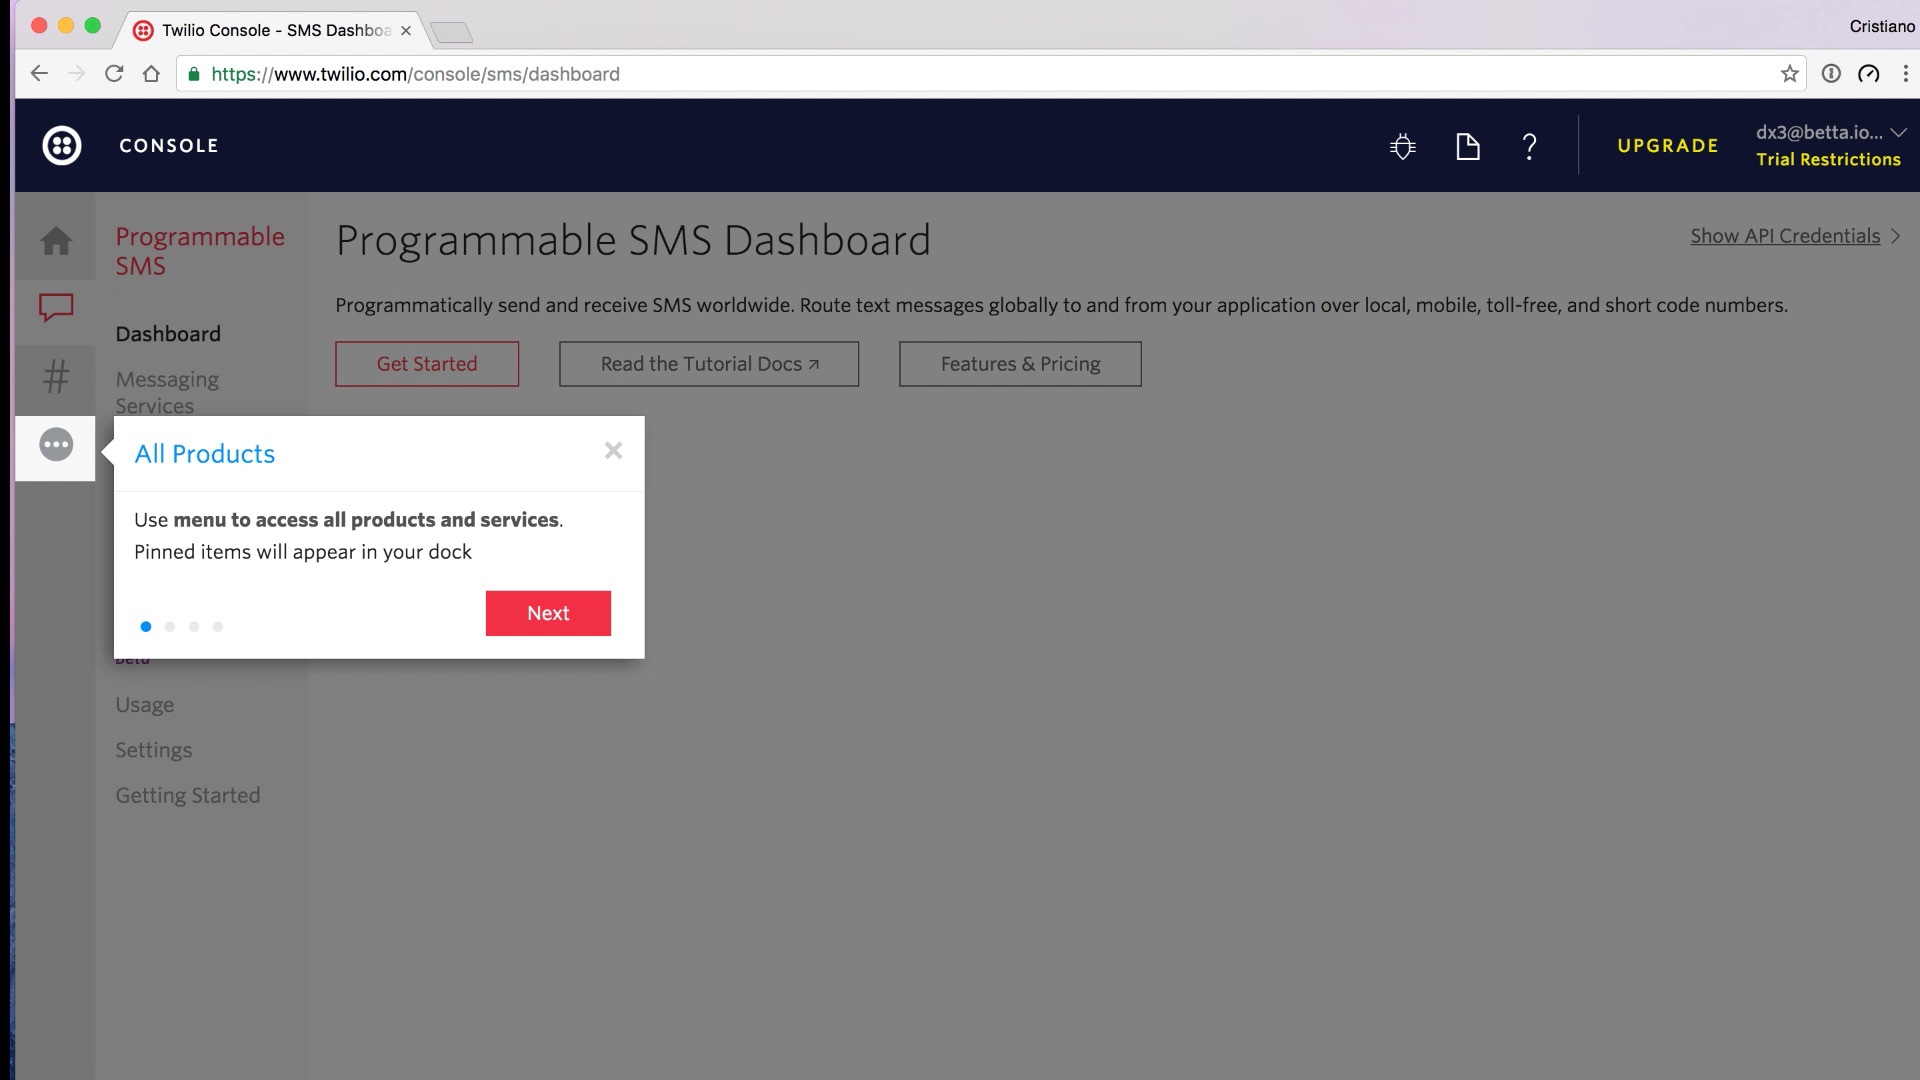 Twilio Console - SMS Dashboa
Cristiano
https://www.twilio.com/console/sms/dashboard
CONSOLE
?
UPGRADE
dx3@betta.io...
Trial Restrictions
Programmable
SMS
Programmable SMS Dashboard
Show API Credentials
Programmatically send and receive SMS worldwide. Route text messages globally to and from your application over local, mobile, toll-free, and short code numbers.
Dashboard
Get Started
Read the Tutorial Docs ↗
Features & Pricing
#
Messaging
Services
All Products
Use menu to access all products and services.
Pinned items will appear in your dock
Next
Beta
Usage
Settings
Getting Started